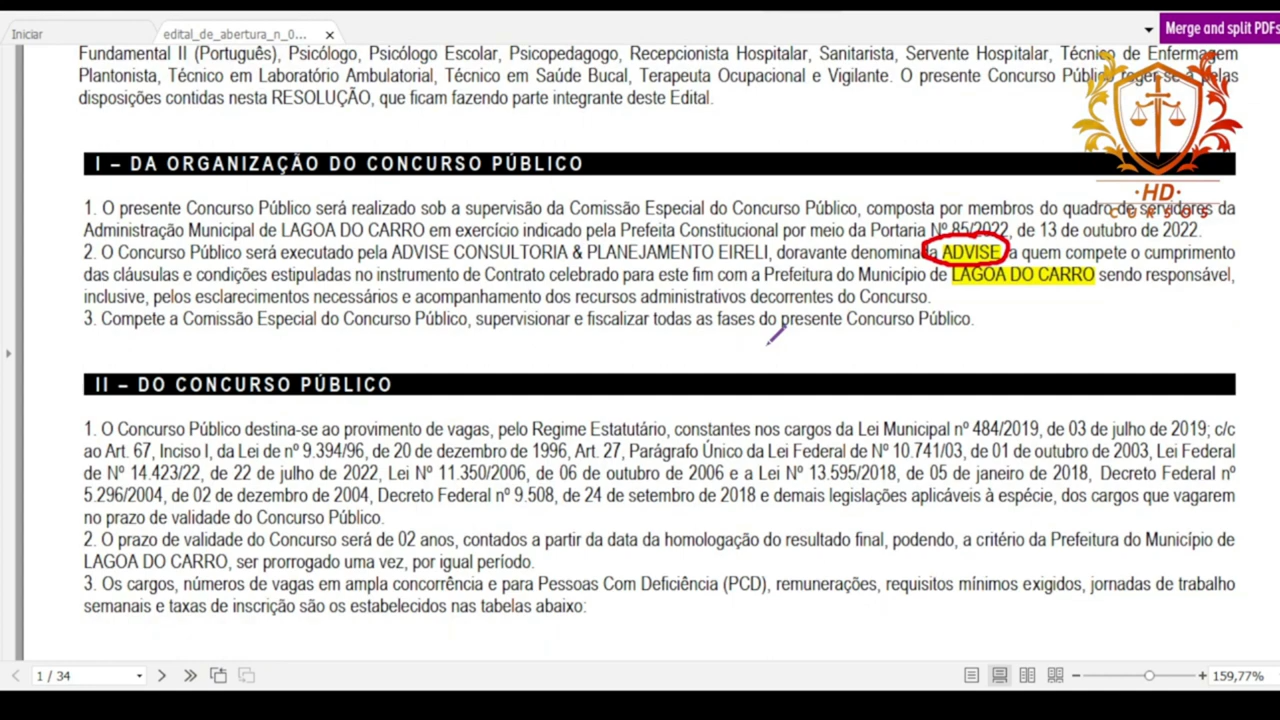 Iniciar
edital_de_abertura_n_0... ×
Merge and split PDFs
Fundamental II (Português), Psicólogo, Psicólogo Escolar, Psicopedagogo, Recepcionista Hospitalar, Sanitarista, Servente Hospitalar, Técnico de Enfermagem
Plantonista, Técnico em Laboratório Ambulatorial, Técnico em Saúde Bucal, Terapeuta Ocupacional e Vigilante. O presente Concurso Público reger-se-á pelas
disposições contidas nesta RESOLUÇÃO, que ficam fazendo parte integrante deste Edital.
I – DA ORGANIZAÇÃO DO CONCURSO PÚBLICO
·HD·
CURSOS
1. O presente Concurso Público será realizado sob a supervisão da Comissão Especial do Concurso Público, composta por membros do quadro de servidores da
Administração Municipal de LAGOA DO CARRO em exercício indicado pela Prefeita Constitucional por meio da Portaria Nº 85/2022, de 13 de outubro de 2022.
2. O Concurso Público será executado pela ADVISE CONSULTORIA & PLANEJAMENTO EIRELI, doravante denominada ADVISE, a quem compete o cumprimento
das cláusulas e condições estipuladas no instrumento de Contrato celebrado para este fim com a Prefeitura do Município de LAGOA DO CARRO sendo responsável,
inclusive, pelos esclarecimentos necessários e acompanhamento dos recursos administrativos decorrentes do Concurso.
3. Compete a Comissão Especial do Concurso Público, supervisionar e fiscalizar todas as fases do presente Concurso Público.
II – DO CONCURSO PÚBLICO
1. O Concurso Público destina-se ao provimento de vagas, pelo Regime Estatutário, constantes nos cargos da Lei Municipal nº 484/2019, de 03 de julho de 2019; c/c
ao Art. 67, Inciso I, da Lei de nº 9.394/96, de 20 de dezembro de 1996, Art. 27, Parágrafo Único da Lei Federal de Nº 10.741/03, de 01 de outubro de 2003, Lei Federal
de Nº 14.423/22, de 22 de julho de 2022, Lei Nº 11.350/2006, de 06 de outubro de 2006 e a Lei Nº 13.595/2018, de 05 de janeiro de 2018, Decreto Federal nº
5.296/2004, de 02 de dezembro de 2004, Decreto Federal nº 9.508, de 24 de setembro de 2018 e demais legislações aplicáveis à espécie, dos cargos que vagarem
no prazo de validade do Concurso Público.
2. O prazo de validade do Concurso será de 02 anos, contados a partir da data da homologação do resultado final, podendo, a critério da Prefeitura do Município de
LAGOA DO CARRO, ser prorrogado uma vez, por igual período.
3. Os cargos, números de vagas em ampla concorrência e para Pessoas Com Deficiência (PCD), remunerações, requisitos mínimos exigidos, jornadas de trabalho
semanais e taxas de inscrição são os estabelecidos nas tabelas abaixo:
1 / 34
159,77%